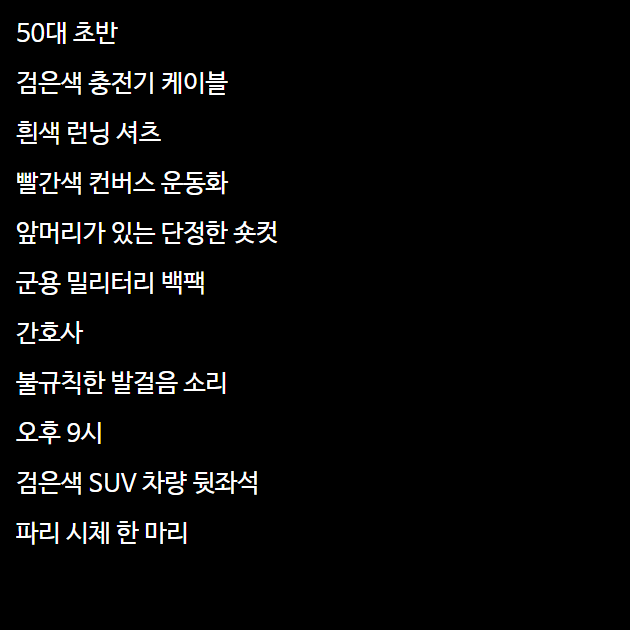 50대 초반
검은색 충전기 케이블
흰색 런닝 셔츠
빨간색 컨버스 운동화
앞머리가 있는 단정한 숏컷
군용 밀리터리 백팩
간호사
불규칙한 발걸음 소리
오후 9시
검은색 SUV 차량 뒷좌석
파리 시체 한 마리